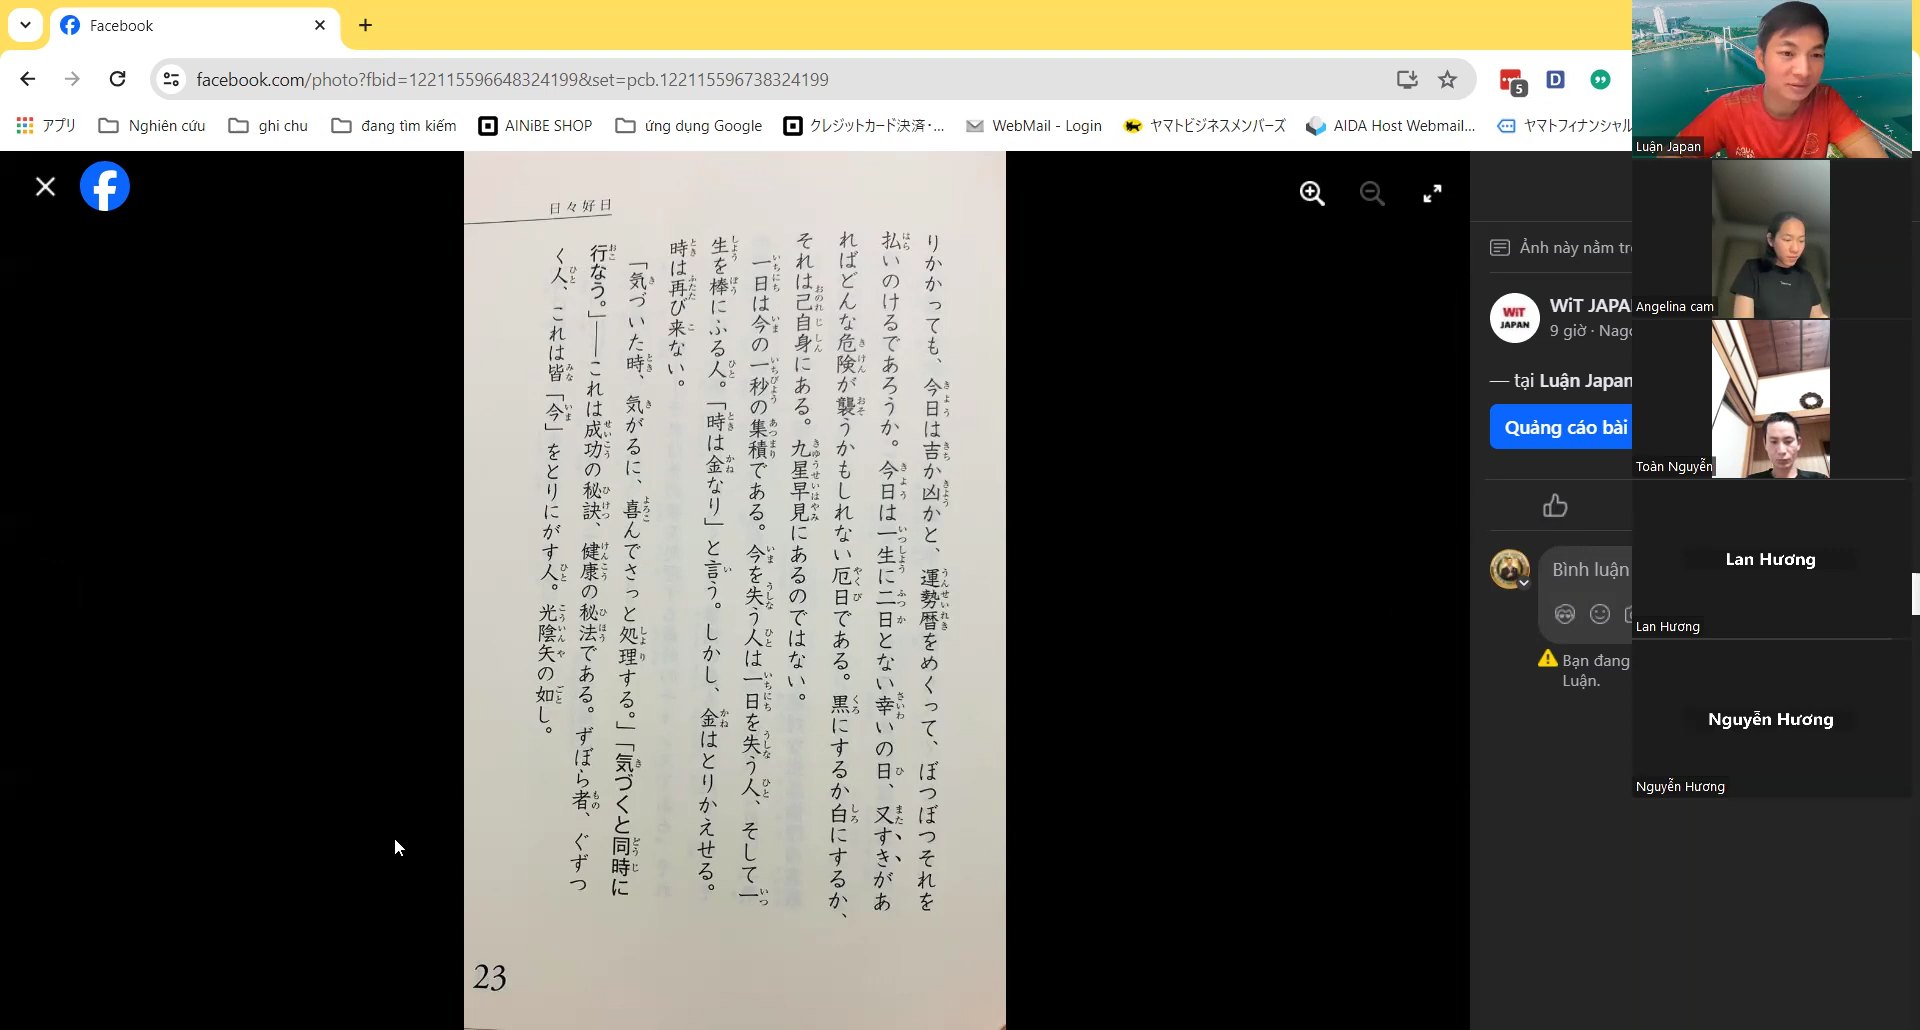 Facebook
facebook.com/photo?fbid=122115596648324199&set=pcb.122115596738324199
5
D
アプリ
Nghiên cứu
ghi chu
đang tìm kiếm
AINiBE SHOP
ứng dụng Google
クレジットカード決済・...
WebMail - Login
ヤマトビジネスメンバーズ
AIDA Host Webmail...
ヤマトフィナンシャル
日々好日
りかかっても、今日は吉か凶かと、運勢暦をめくって、ぼつぼつそれを
払いのけるであろうか。今日は一生に二日とない幸いの日、又すきがあ
ればどんな危険が襲うかもしれない厄日である。黒にするか白にするか、
それは己自身にある。九星早見にあるのではない。
一日は今の一秒の集積である。今を失う人は一日を失う人、そして一
生を棒にふる人。「時は金なり」と言う。しかし、金はとりかえせる。
時は再び来ない。
「気づいた時、気がるに、喜んでさっと処理する。」「気づくと同時に
行なう。」――これは成功の秘訣、健康の秘法である。ずぼら者、ぐずつ
く人、これは皆「今」をとりにがす人。光陰矢の如し。
23
Ảnh này nằm tro
WiT JAPAN
WiT JAPA
9 giờ · Nago
— tại Luận Japan
Quảng cáo bài
Bình luận
Bạn đang
Luận.
Luận Japan
Angelina cam
Toàn Nguyễn
Lan Hương
Lan Hương
Nguyễn Hương
Nguyễn Hương